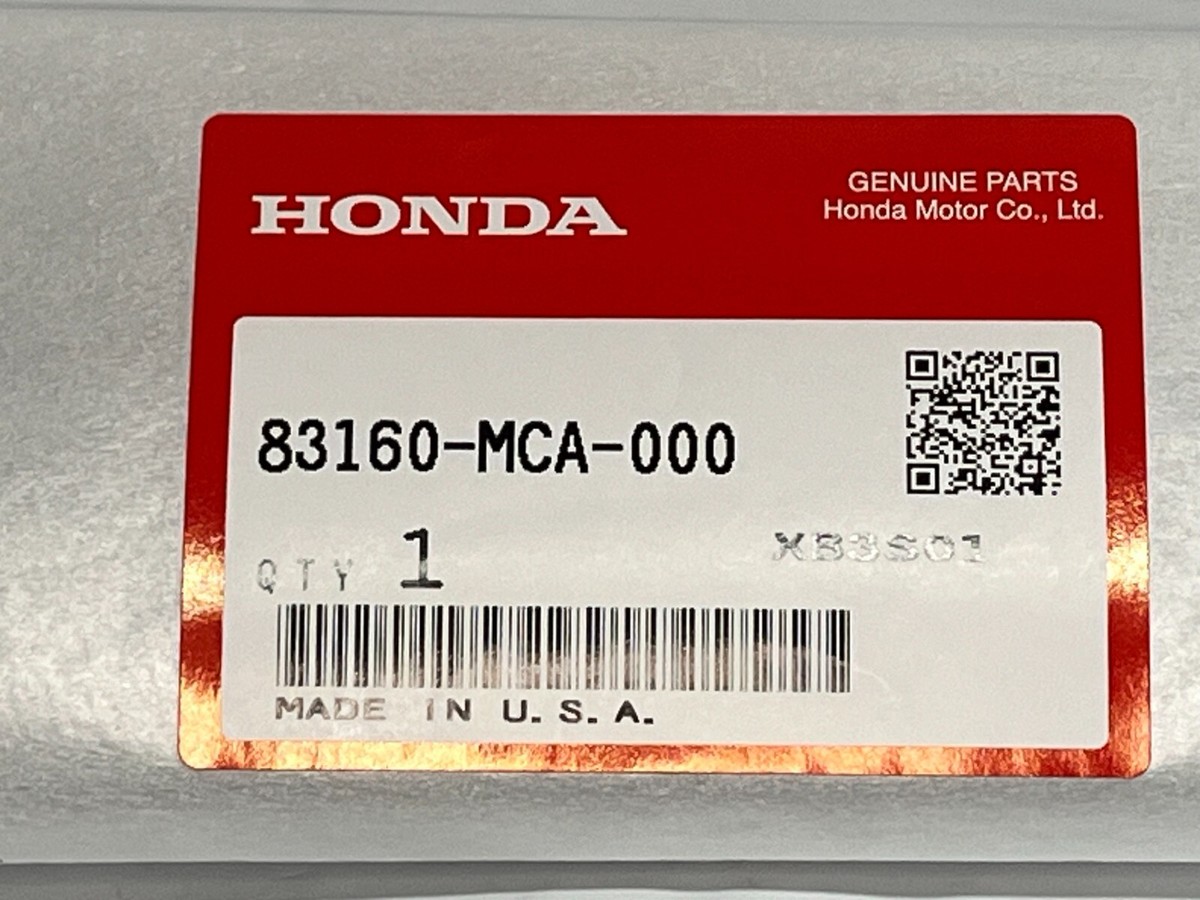 HONDA
GENUINE PARTS
Honda Motor Co., Ltd.
83160-MCA-000
QTY 1
XB3S01
MADE IN U.S.A.